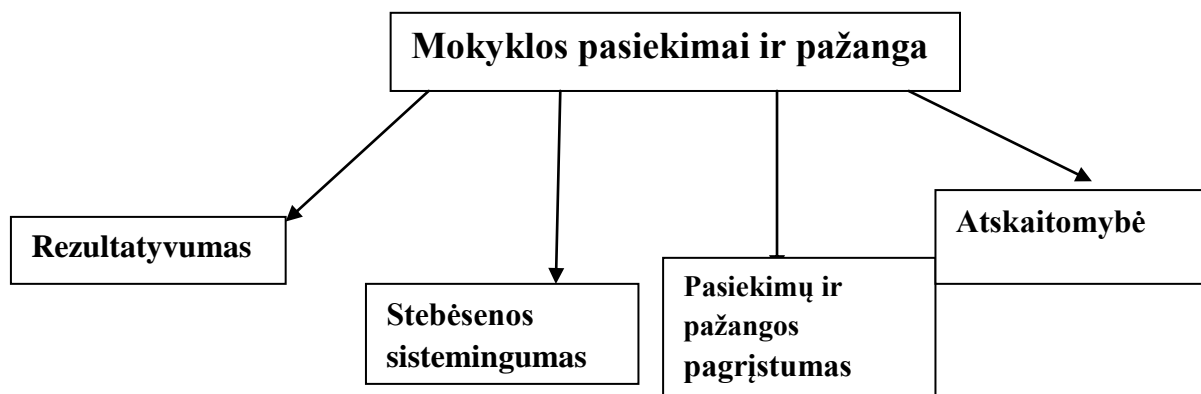 Mokyklos pasiekimai ir pažanga
Rezultatyvumas
Stebėsenos
sistemingumas
Pasiekimų ir
pažangos
pagrįstumas
Atskaitomybė